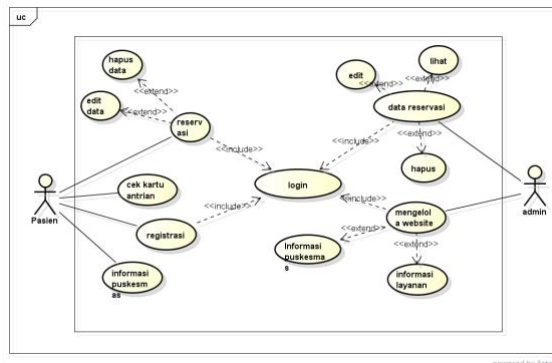 uc
hapus
data
lihat
edit
<<extend>>
<<extend>>
<<extend>>
edit
data
<<extend>>
data reservasi
reserv
asi
<<extend>>
<<include>>
<<include>>
hapus
cek kartu
antrian
login
Pasien
admin
<<include>>
<<include>>
mengelol
a website
registrasi
<<extend>>
Informasi
puskesma
s
<<extend>>
informasi
puskesm
as
informasi
layanan